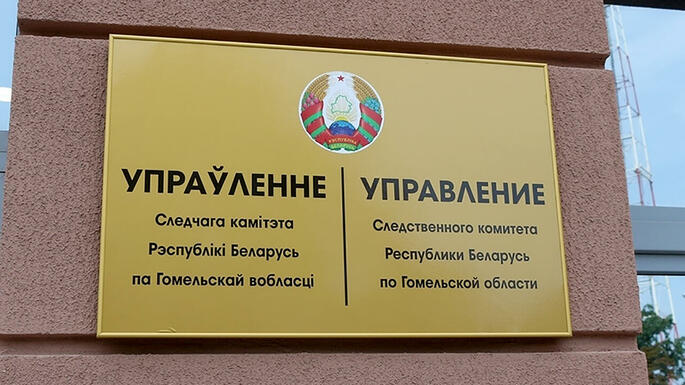 УПРАЎЛЕННЕ
Следчага камітэта
Рэспублікі Беларусь
па Гомельскай вобласці
УПРАВЛЕНИЕ
Следственного комитета
Республики Беларусь
по Гомельской области